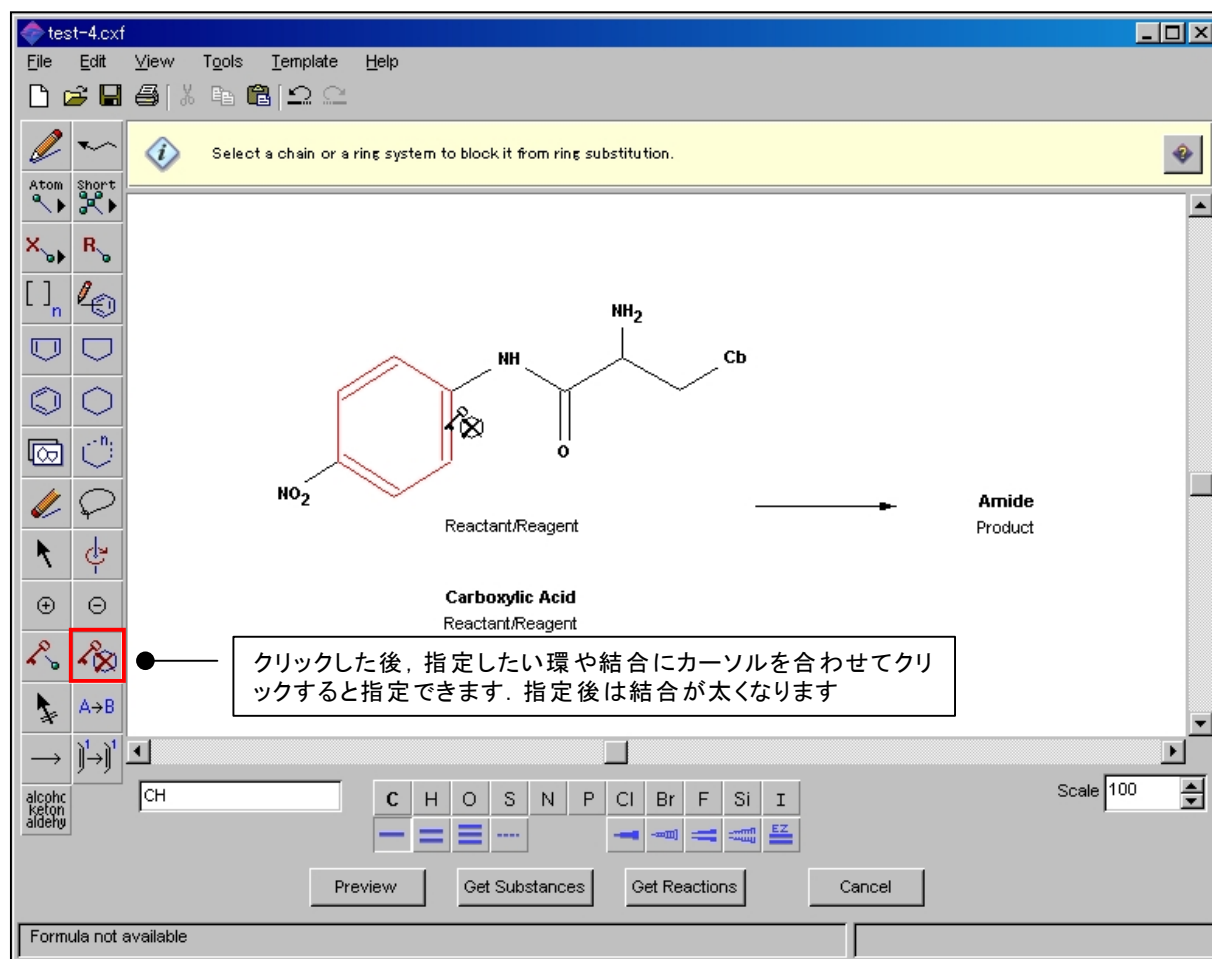 test-4.cxf
File Edit View Tools Template Help
Select a chain or a ring system to block it from ring substitution.
Atom Short
X R
[ ]n
NH2
NH Cb
O
NO2
n
Amide
Reactant/Reagent
Product
Carboxylic Acid
Reactant/Reagent
クリックした後，指定したい環や結合にカーソルを合わせてクリ
ックすると指定できます．指定後は結合が太くなります
A→B
)1→)1
alcohc
keton
aldehy
CH
C H O S N P Cl Br F Si I
EZ
Scale 100
Preview Get Substances Get Reactions Cancel
Formula not available